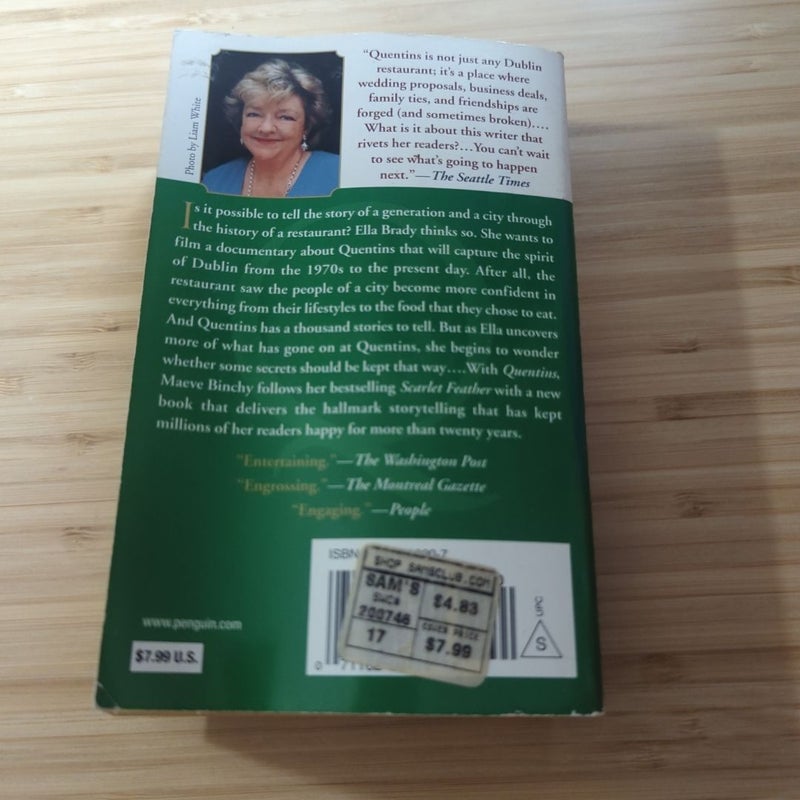 Photo by Liam White
“Quentins is not just any Dublin
restaurant; it’s a place where
wedding proposals, business deals,
family ties, and friendships are
forged (and sometimes broken)....
What is it about this writer that
rivets her readers?...You can’t wait
to see what’s going to happen
next.”—The Seattle Times
Is it possible to tell the story of a generation and a city through
the history of a restaurant? Ella Brady thinks so. She wants to
film a documentary about Quentins that will capture the spirit
of Dublin from the 1970s to the present day. After all, the
restaurant saw the people of a city become more confident in
everything from their lifestyles to the food that they chose to eat.
And Quentins has a thousand stories to tell. But as Ella uncovers
more of what has gone on at Quentins, she begins to wonder
whether some secrets should be kept that way....With Quentins,
Maeve Binchy follows her bestselling Scarlet Feather with a new
book that delivers the hallmark storytelling that has kept
millions of her readers happy for more than twenty years.
“Entertaining.”—The Washington Post
“Engrossing.”—The Montreal Gazette
“Engaging.”—People
ISBN
SHOP SAMSCLUB.COM
SAM'S
SWC#
200746
17
$4.83
COVER PRICE
$7.99
UPC
S
www.penguin.com
$7.99 U.S.